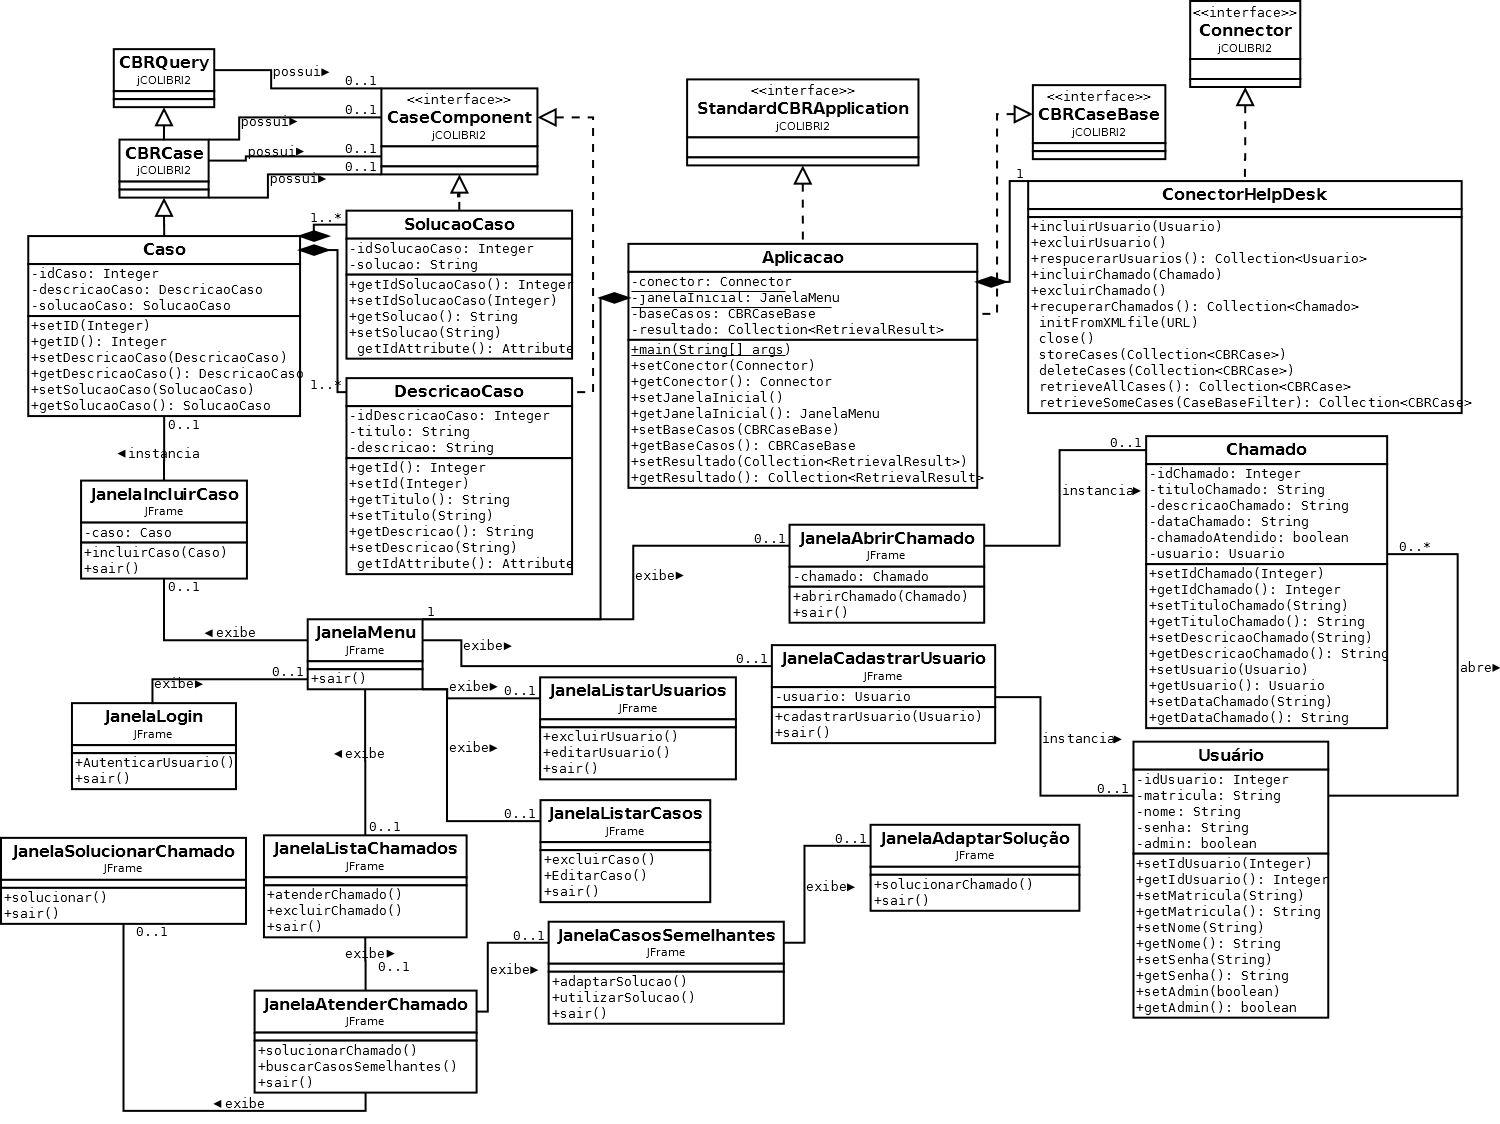 <<interface>>
Connector
jCOLIBRI2
CBRQuery
jCOLIBRI2
possui►
0..1
<<interface>>
CaseComponent
jCOLIBRI2
0..1
possui►
0..1
possui►
0..1
possui►
CBRCase
jCOLIBRI2
<<interface>>
StandardCBRApplication
jCOLIBRI2
<<interface>>
CBRCaseBase
jCOLIBRI2
1
ConectorHelpDesk
+incluirUsuario(Usuario)
+excluirUsuario()
+respucerarUsuarios(): Collection<Usuario>
+incluirChamado(Chamado)
+excluirChamado()
+recuperarChamados(): Collection<Chamado>
initFromXMLfile(URL)
close()
storeCases(Collection<CBRCase>)
deleteCases(Collection<CBRCase>)
retrieveAllCases(): Collection<CBRCase>
retrieveSomeCases(CaseBaseFilter): Collection<CBRCase>
Caso
-idCaso: Integer
-descricaoCaso: DescricaoCaso
-solucaoCaso: SolucaoCaso
+setID(Integer)
+getID(): Integer
+setDescricaoCaso(DescricaoCaso)
+getDescricaoCaso(): DescricaoCaso
+setSolucaoCaso(SolucaoCaso)
+getSolucaoCaso(): SolucaoCaso
1..*
SolucaoCaso
-idSolucaoCaso: Integer
-solucao: String
+getIdSolucaoCaso(): Integer
+setIdSolucaoCaso(Integer)
+getSolucao(): String
+setSolucao(String)
getIdAttribute(): Attribute
1..*
DescricaoCaso
-idDescricaoCaso: Integer
-titulo: String
-descricao: String
+getId(): Integer
+setId(Integer)
+getTitulo(): String
+setTitulo(String)
+getDescricao(): String
+setDescricao(String)
getIdAttribute(): Attribute
Aplicacao
-conector: Connector
-janelaInicial: JanelaMenu
-baseCasos: CBRCaseBase
-resultado: Collection<RetrievalResult>
+main(String[] args)
+setConector(Connector)
+getConector(): Connector
+setJanelaInicial()
+getJanelaInicial(): JanelaMenu
+setBaseCasos(CBRCaseBase)
+getBaseCasos(): CBRCaseBase
+setResultado(Collection<RetrievalResult>)
+getResultado(): Collection<RetrievalResult>
0..1
◄instancia
JanelaIncluirCaso
JFrame
-caso: Caso
+incluirCaso(Caso)
+sair()
0..1
◄exibe
0..1
Chamado
-idChamado: Integer
-tituloChamado: String
-descricaoChamado: String
-dataChamado: String
-chamadoAtendido: boolean
-usuario: Usuario
+setIdChamado(Integer)
+getIdChamado(): Integer
+setTituloChamado(String)
+getTituloChamado(): String
+setDescricaoChamado(String)
+getDescricaoChamado(): String
+setUsuario(Usuario)
+getUsuario(): Usuario
+setDataChamado(String)
+getDataChamado(): String
instancia►
0..*
abre►
0..1
JanelaAbrirChamado
JFrame
-chamado: Chamado
+abrirChamado(Chamado)
+sair()
exibe►
1
JanelaMenu
JFrame
+sair()
exibe►
0..1
JanelaCadastrarUsuario
JFrame
-usuario: Usuario
+cadastrarUsuario(Usuario)
+sair()
0..1
exibe►
JanelaLogin
JFrame
+AutenticarUsuario()
+sair()
exibe►
0..1
JanelaListarUsuarios
JFrame
+excluirUsuario()
+editarUsuario()
+sair()
instancia►
0..1
Usuário
-idUsuario: Integer
-matricula: String
-nome: String
-senha: String
-admin: boolean
+setIdUsuario(Integer)
+getIdUsuario(): Integer
+setMatricula(String)
+getMatricula(): String
+setNome(String)
+getNome(): String
+setSenha(String)
+getSenha(): String
+setAdmin(boolean)
+getAdmin(): boolean
◄exibe
exibe►
0..1
JanelaListarCasos
JFrame
+excluirCaso()
+EditarCaso()
+sair()
0..1
JanelaListaChamados
JFrame
+atenderChamado()
+excluirChamado()
+sair()
JanelaSolucionarChamado
JFrame
+solucionar()
+sair()
0..1
0..1
JanelaAdaptarSolução
JFrame
+solucionarChamado()
+sair()
exibe►
exibe►
0..1
0..1
JanelaCasosSemelhantes
JFrame
+adaptarSolucao()
+utilizarSolucao()
+sair()
exibe►
JanelaAtenderChamado
JFrame
+solucionarChamado()
+buscarCasosSemelhantes()
+sair()
◄exibe